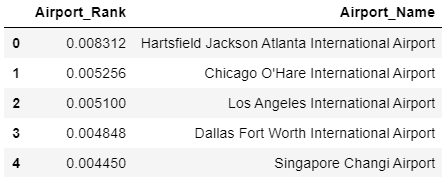 Airport_Rank Airport_Name
0 0.008312 Hartsfield Jackson Atlanta International Airport
1 0.005256 Chicago O'Hare International Airport
2 0.005100 Los Angeles International Airport
3 0.004848 Dallas Fort Worth International Airport
4 0.004450 Singapore Changi Airport